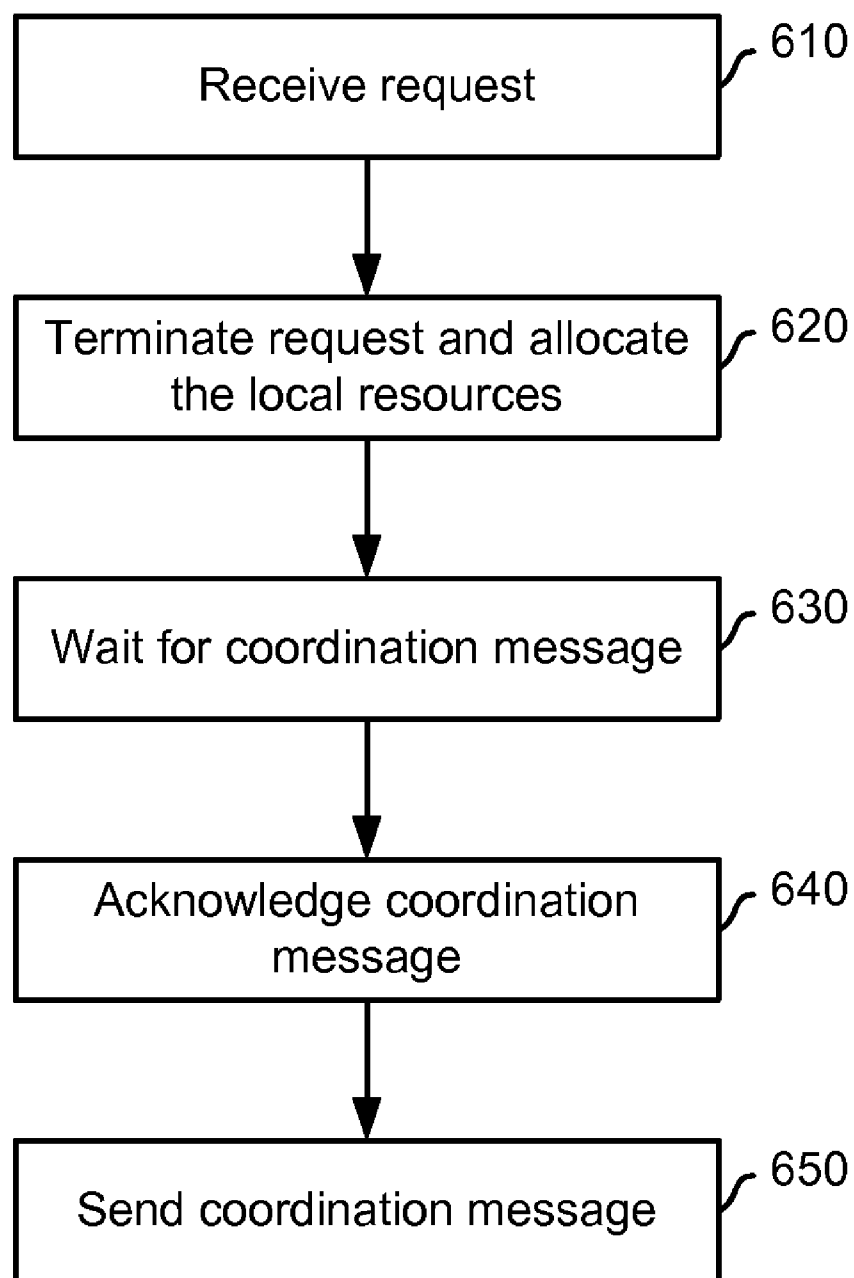 610
Receive request
620
Terminate request and allocate
the local resources
630
Wait for coordination message
640
Acknowledge coordination
message
650
Send coordination message